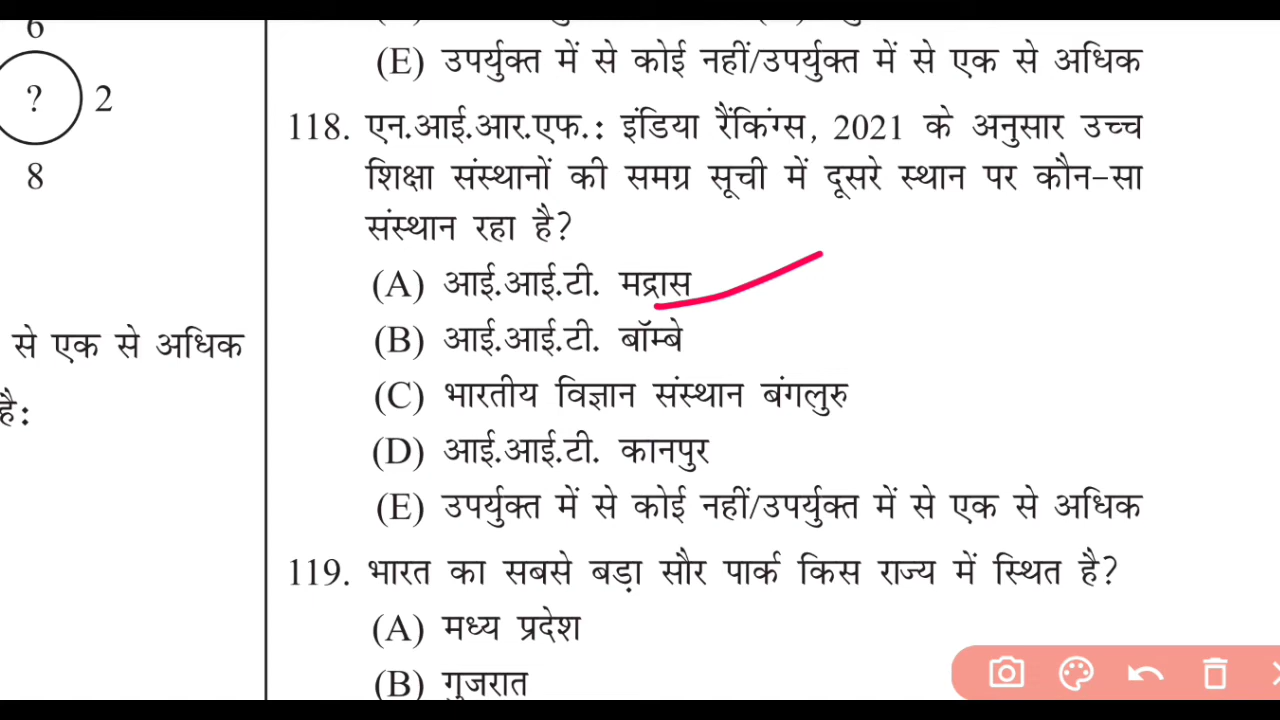 6
?
2
8
से एक से अधिक
है:
(E) उपर्युक्त में से कोई नहीं/उपर्युक्त में से एक से अधिक
118. एन.आई.आर.एफ.: इंडिया रैंकिंग्स, 2021 के अनुसार उच्च
शिक्षा संस्थानों की समग्र सूची में दूसरे स्थान पर कौन-सा
संस्थान रहा है?
(A) आई.आई.टी. मद्रास
(B) आई.आई.टी. बॉम्बे
(C) भारतीय विज्ञान संस्थान बंगलुरु
(D) आई.आई.टी. कानपुर
(E) उपर्युक्त में से कोई नहीं/उपर्युक्त में से एक से अधिक
119. भारत का सबसे बड़ा सौर पार्क किस राज्य में स्थित है?
(A) मध्य प्रदेश
(B) गुजरात